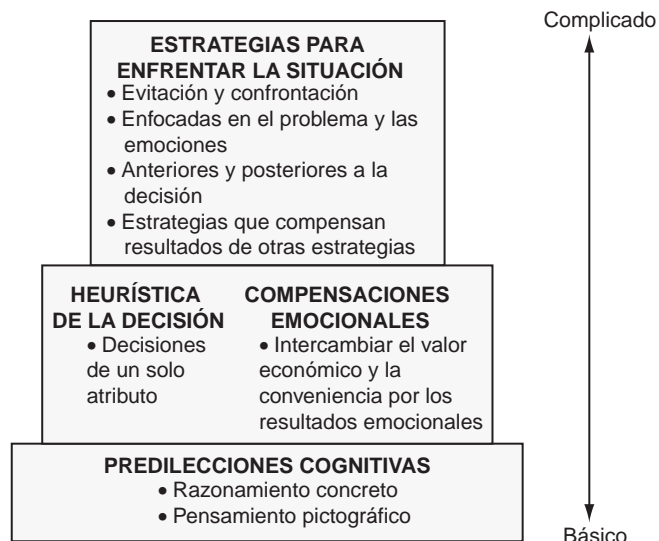 Complicado
ESTRATEGIAS PARA
ENFRENTAR LA SITUACIÓN
• Evitación y confrontación
• Enfocadas en el problema y las
emociones
• Anteriores y posteriores a la
decisión
• Estrategias que compensan
resultados de otras estrategias
HEURÍSTICA
DE LA DECISIÓN
• Decisiones
de un solo
atributo
COMPENSACIONES
EMOCIONALES
• Intercambiar el valor
económico y la
conveniencia por los
resultados emocionales
PREDILECCIONES COGNITIVAS
• Razonamiento concreto
• Pensamiento pictográfico
Básico